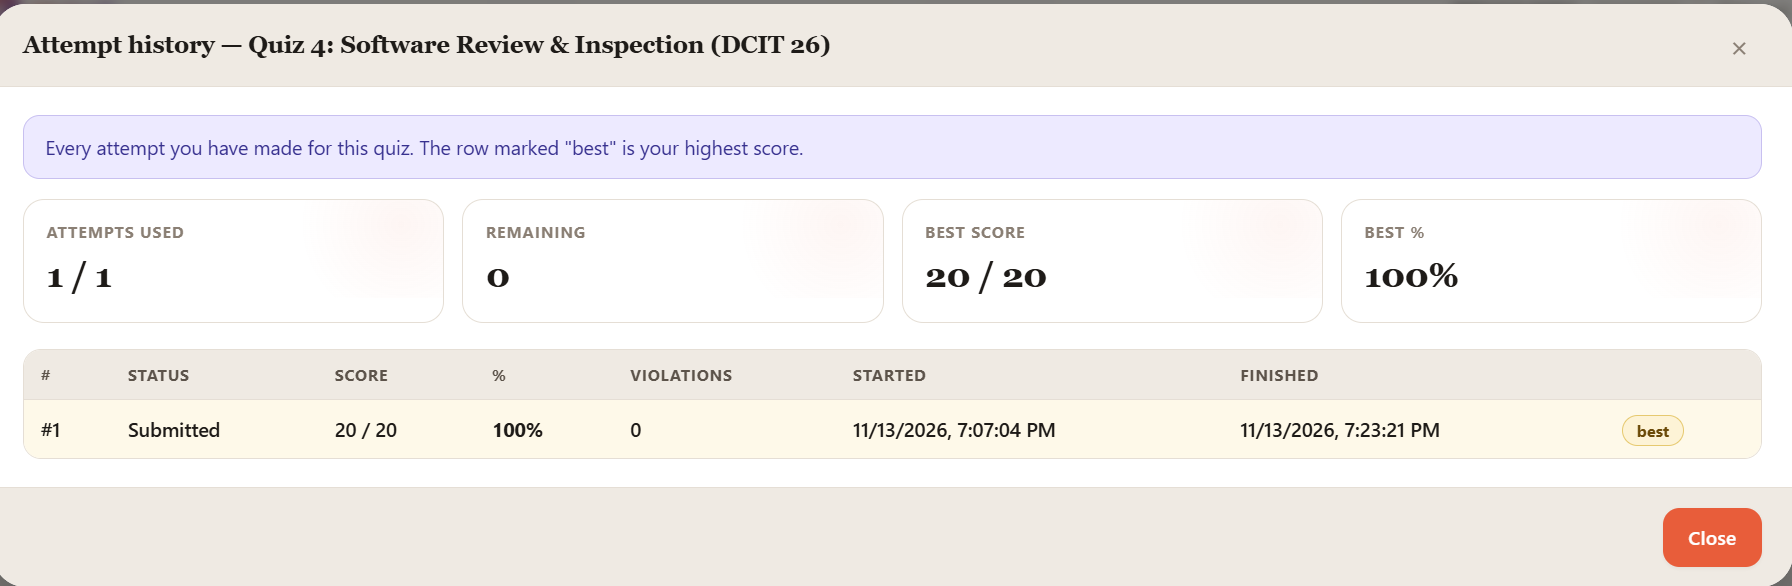 Attempt history — Quiz 4: Software Review & Inspection (DCIT 26)
×
Every attempt you have made for this quiz. The row marked "best" is your highest score.
ATTEMPTS USED REMAINING BEST SCORE BEST %
1 / 1 0 20 / 20 100%
# STATUS SCORE % VIOLATIONS STARTED FINISHED
#1 Submitted 20 / 20 100% 0 11/13/2026, 7:07:04 PM 11/13/2026, 7:23:21 PM best
Close